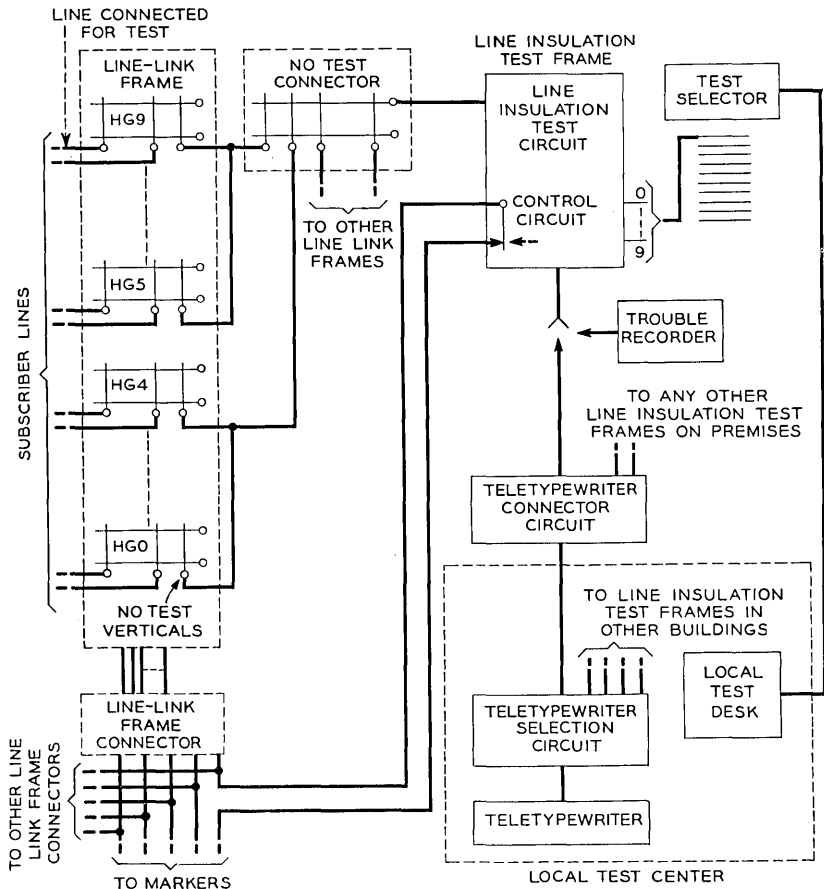 LINE CONNECTED
FOR TEST
LINE-LINK
FRAME
HG9
NO TEST
CONNECTOR
TO OTHER
LINE LINK
FRAMES
HG5
HG4
HG0
SUBSCRIBER LINES
NO TEST
VERTICALS
LINE-LINK
FRAME
CONNECTOR
TO OTHER LINE
LINK FRAME
CONNECTORS
TO MARKERS
LINE INSULATION
TEST FRAME
LINE
INSULATION
TEST
CIRCUIT
CONTROL
CIRCUIT
0
9
TEST
SELECTOR
TROUBLE
RECORDER
TO ANY OTHER
LINE INSULATION TEST
FRAMES ON PREMISES
TELETYPEWRITER
CONNECTOR
CIRCUIT
TO LINE INSULATION
TEST FRAMES IN
OTHER BUILDINGS
LOCAL
TEST
DESK
TELETYPEWRITER
SELECTION
CIRCUIT
TELETYPEWRITER
LOCAL TEST CENTER